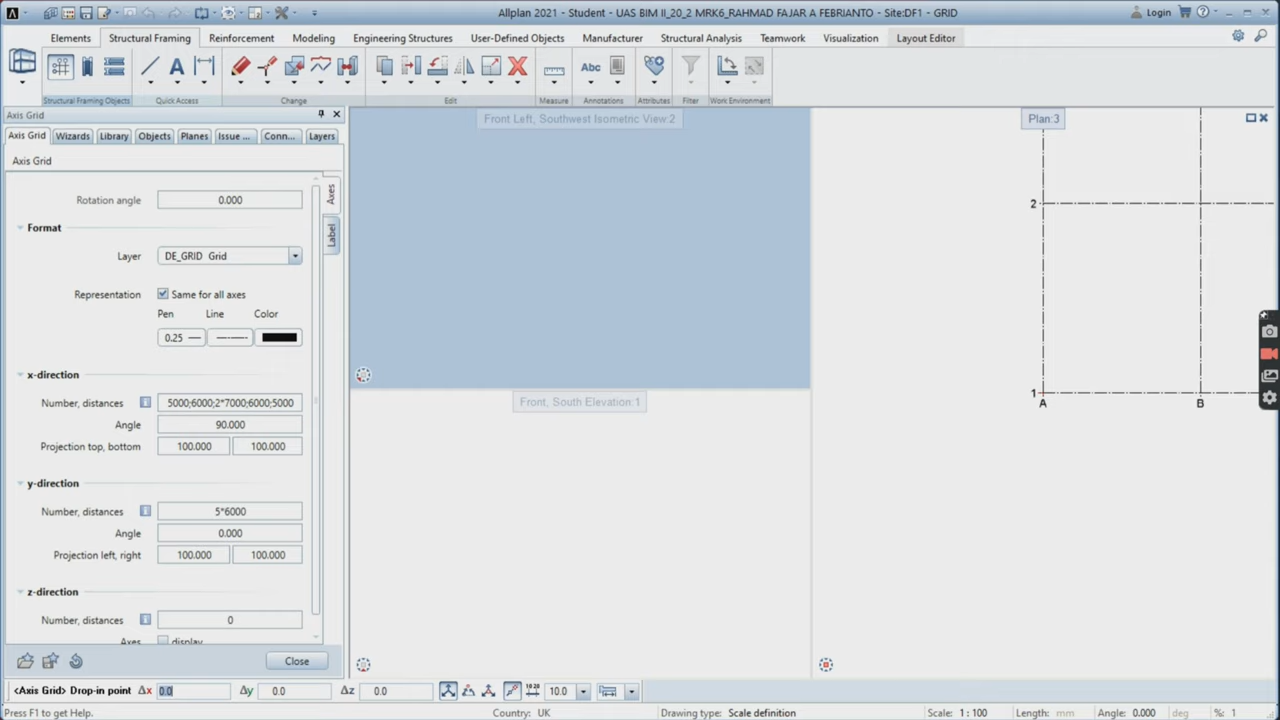 Allplan 2021 - Student - UAS BIM II_20_2 MRK6_RAHMAD FAJAR A FEBRIANTO - Site:DF1 - GRID
Login
Elements
Structural Framing
Reinforcement
Modeling
Engineering Structures
User-Defined Objects
Manufacturer
Structural Analysis
Teamwork
Visualization
Layout Editor
Abc
Structural Framing Objects
Quick Access
Change
Edit
Measure
Annotations
Attributes
Filter
Work Environment
Axis Grid
Axis Grid
Wizards
Library
Objects
Planes
Issue ...
Conn...
Layers
Axis Grid
Axes
Label
Rotation angle 0.000
Format
Layer DE_GRID Grid
Representation Same for all axes
Pen Line Color
0.25
x-direction
Number, distances 5000;6000;2*7000;6000;5000
Angle 90.000
Projection top, bottom 100.000 100.000
y-direction
Number, distances 5*6000
Angle 0.000
Projection left, right 100.000 100.000
z-direction
Number, distances 0
Axes display
Close
Front Left, Southwest Isometric View:2
Front, South Elevation:1
Plan:3
2
1
A
B
<Axis Grid> Drop-in point Δx 0.0 Δy 0.0 Δz 0.0 10.0
Press F1 to get Help.
Country: UK
Drawing type: Scale definition
Scale: 1 : 100
Length: mm
Angle: 0.000 deg
%: 1